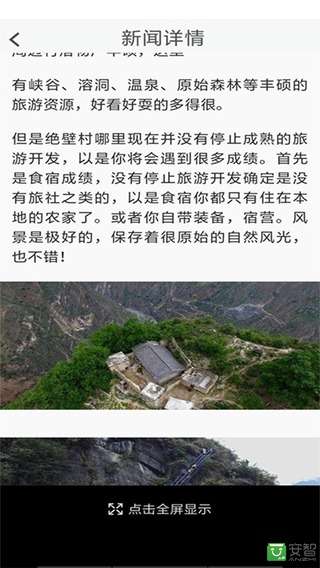 新闻详情
有峡谷、溶洞、温泉、原始森林等丰硕的
旅游资源，好看好耍的多得很。
但是绝壁村哪里现在并没有停止成熟的旅
游开发，以是你将会遇到很多成绩。首先
是食宿成绩，没有停止旅游开发确定是没
有旅社之类的，以是食宿你都只有住在本
地的农家了。或者你自带装备，宿营。风
景是极好的，保存着很原始的自然风光，
也不错！
点击全屏显示
安智